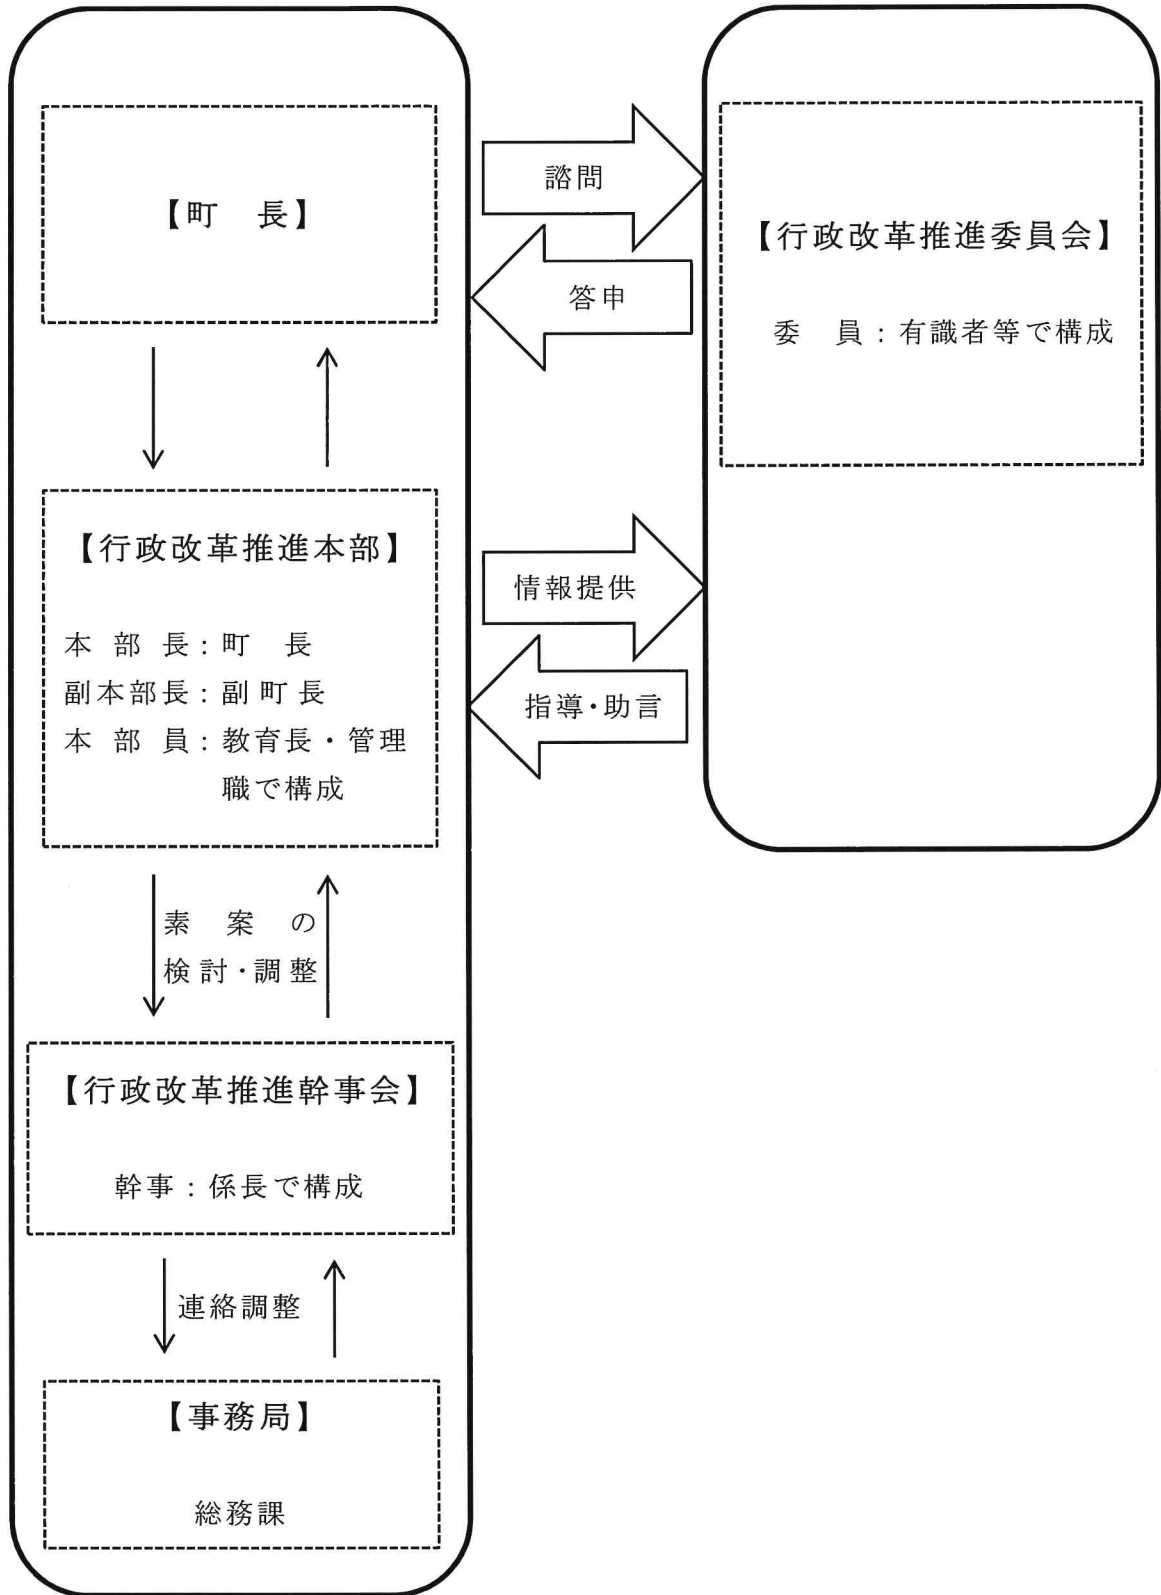 【町　長】
諮問
答申
【行政改革推進委員会】
委　員：有識者等で構成
【行政改革推進本部】
本 部 長：町　長
副本部長：副町長
本 部 員：教育長・管理
職で構成
情報提供
指導・助言
素　案　の
検討・調整
【行政改革推進幹事会】
幹事：係長で構成
連絡調整
【事務局】
総務課